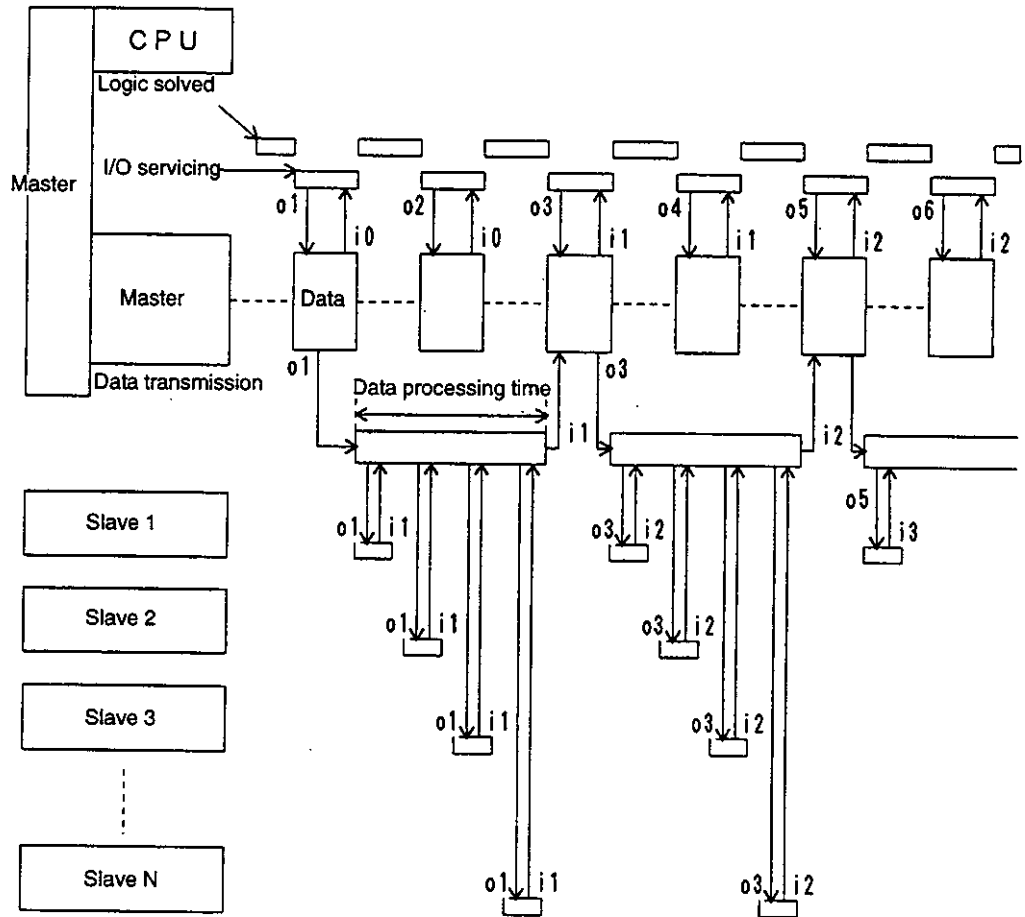 CPU
Logic solved
Master
I/O servicing
o1 i0 o2 i0 o3 i1 o4 i1 o5 i2 o6 i2
Master
Data
Data transmission
o1 o3
Data processing time
i1 i2
Slave 1
o1 i1 o3 i2 o5 i3
Slave 2
o1 i1 o3 i2
Slave 3
o1 i1 o3 i2
Slave N
o1 i1 o3 i2